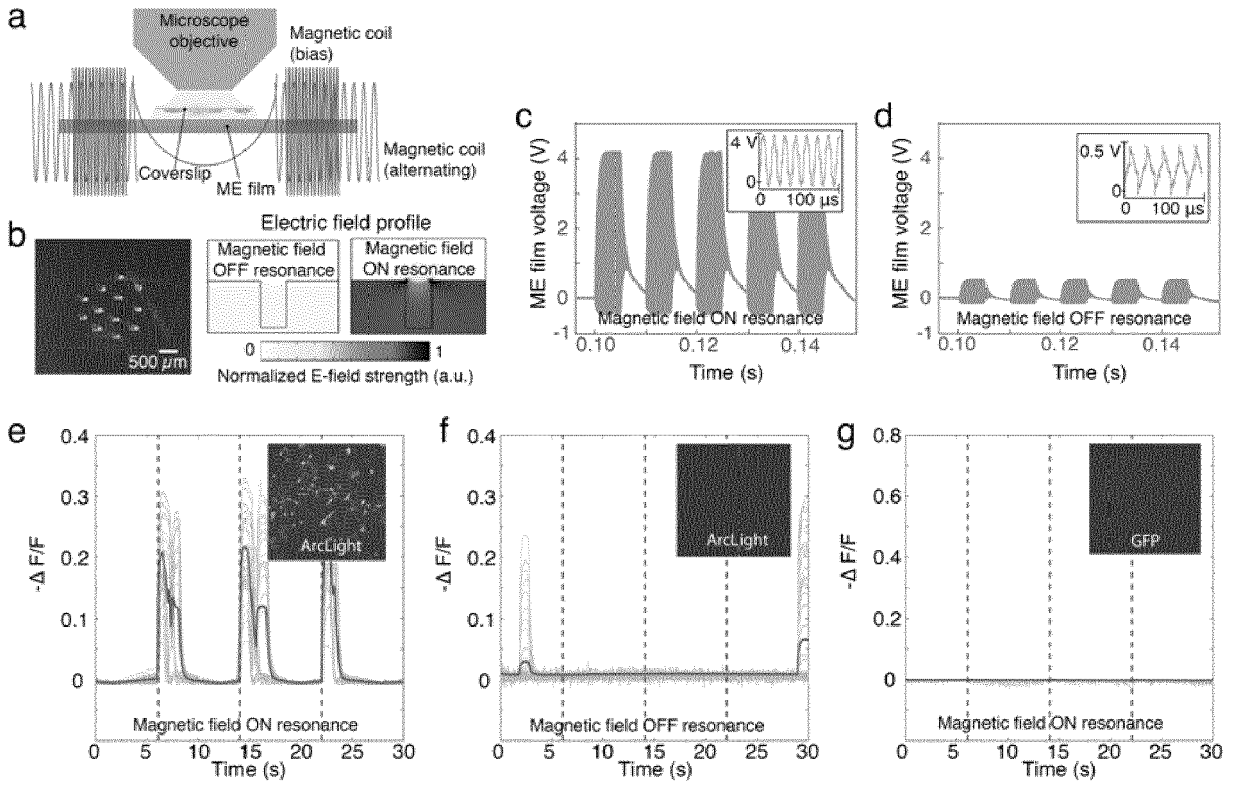 a
Microscope
objective
Magnetic coil
(bias)
Coverslip
ME film
Magnetic coil
(alternating)
b
Electric field profile
500 µm
Magnetic field
OFF resonance
Magnetic field
ON resonance
0
1
Normalized E-field strength (a.u.)
c
ME film voltage (V)
4
2
0
-1
4 V
0
0 100 µs
Magnetic field ON resonance
0.10 0.12 0.14
Time (s)
d
ME film voltage (V)
4
2
0
-1
0.5 V
0
0 100 µs
Magnetic field OFF resonance
0.10 0.12 0.14
Time (s)
e
-Δ F/F
0.4
0.3
0.2
0.1
0
ArcLight
Magnetic field ON resonance
0 5 10 15 20 25 30
Time (s)
f
-Δ F/F
0.4
0.3
0.2
0.1
0
ArcLight
Magnetic field OFF resonance
0 5 10 15 20 25 30
Time (s)
g
-Δ F/F
0.8
0.6
0.4
0.2
0
GFP
Magnetic field ON resonance
0 5 10 15 20 25 30
Time (s)